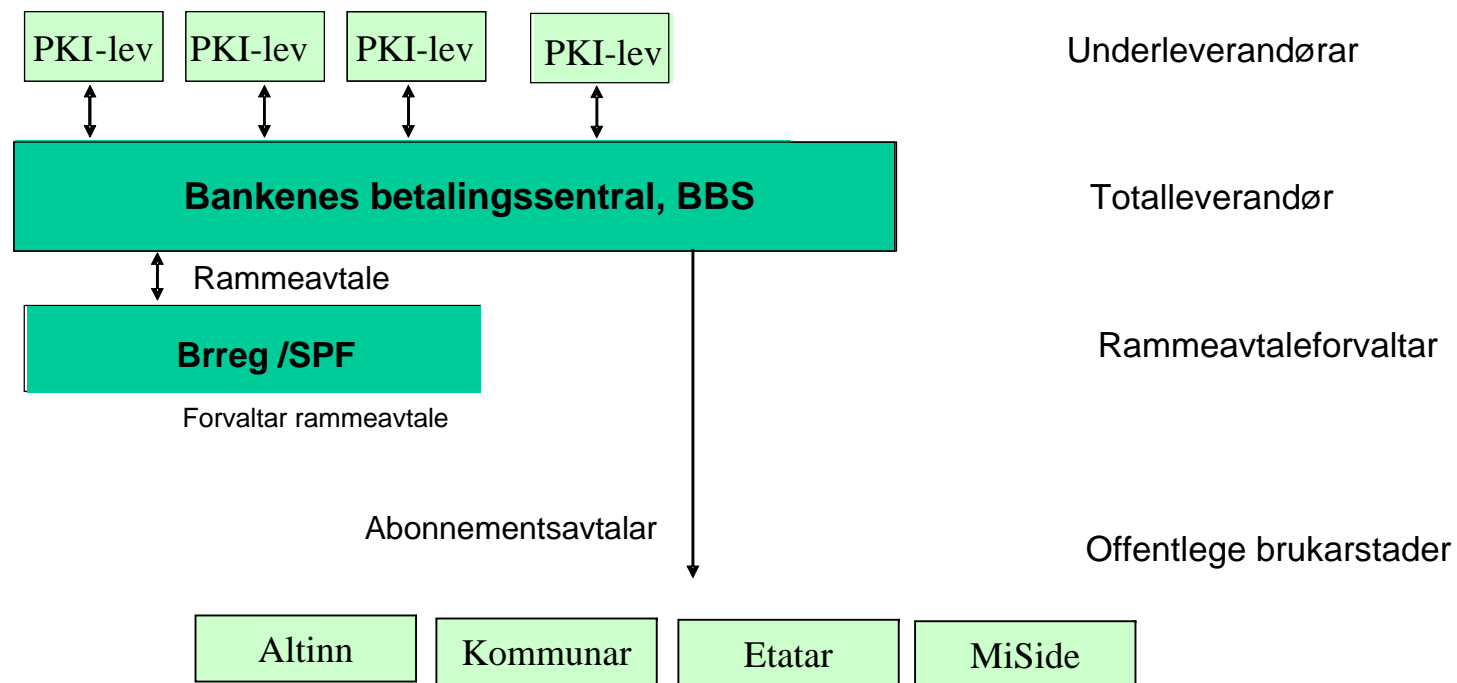 PKI-lev PKI-lev PKI-lev PKI-lev Underleverandørar
Bankenes betalingssentral, BBS Totalleverandør
Rammeavtale
Brreg /SPF Rammeavtaleforvaltar
Forvaltar rammeavtale
Abonnementsavtalar
Offentlege brukarstader
Altinn Kommunar Etatar MiSide